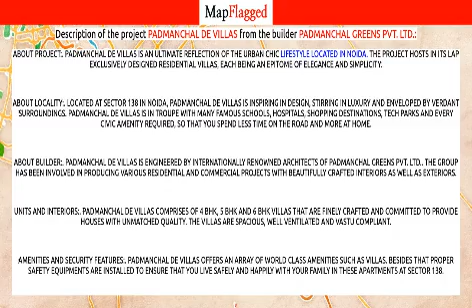 MapFlagged
Description of the project PADMANCHAL DE VILLAS from the builder PADMANCHAL GREENS PVT. LTD.:
ABOUT PROJECT:. PADMANCHAL DE VILLAS IS AN ULTIMATE REFLECTION OF THE URBAN CHIC LIFESTYLE LOCATED IN NOIDA. THE PROJECT HOSTS IN ITS LAP
EXCLUSIVELY DESIGNED RESIDENTIAL VILLAS, EACH BEING AN EPITOME OF ELEGANCE AND SIMPLICITY.
ABOUT LOCALITY:. LOCATED AT SECTOR 138 IN NOIDA, PADMANCHAL DE VILLAS IS INSPIRING IN DESIGN, STIRRING IN LUXURY AND ENVELOPED BY VERDANT
SURROUNDINGS. PADMANCHAL DE VILLAS IS IN TROUPE WITH MANY FAMOUS SCHOOLS, HOSPITALS, SHOPPING DESTINATIONS, TECH PARKS AND EVERY
CIVIC AMENITY REQUIRED, SO THAT YOU SPEND LESS TIME ON THE ROAD AND MORE AT HOME.
ABOUT BUILDER:. PADMANCHAL DE VILLAS IS ENGINEERED BY INTERNATIONALLY RENOWNED ARCHITECTS OF PADMANCHAL GREENS PVT. LTD.. THE GROUP
HAS BEEN INVOLVED IN PRODUCING VARIOUS RESIDENTIAL AND COMMERCIAL PROJECTS WITH BEAUTIFULLY CRAFTED INTERIORS AS WELL AS EXTERIORS.
UNITS AND INTERIORS:. PADMANCHAL DE VILLAS COMPRISES OF 4 BHK, 5 BHK AND 6 BHK VILLAS THAT ARE FINELY CRAFTED AND COMMITTED TO PROVIDE
HOUSES WITH UNMATCHED QUALITY. THE VILLAS ARE SPACIOUS, WELL VENTILATED AND VASTU COMPLIANT.
AMENITIES AND SECURITY FEATURES:. PADMANCHAL DE VILLAS OFFERS AN ARRAY OF WORLD CLASS AMENITIES SUCH AS VILLAS. BESIDES THAT PROPER
SAFETY EQUIPMENTS ARE INSTALLED TO ENSURE THAT YOU LIVE SAFELY AND HAPPILY WITH YOUR FAMILY IN THESE APARTMENTS AT SECTOR 138.